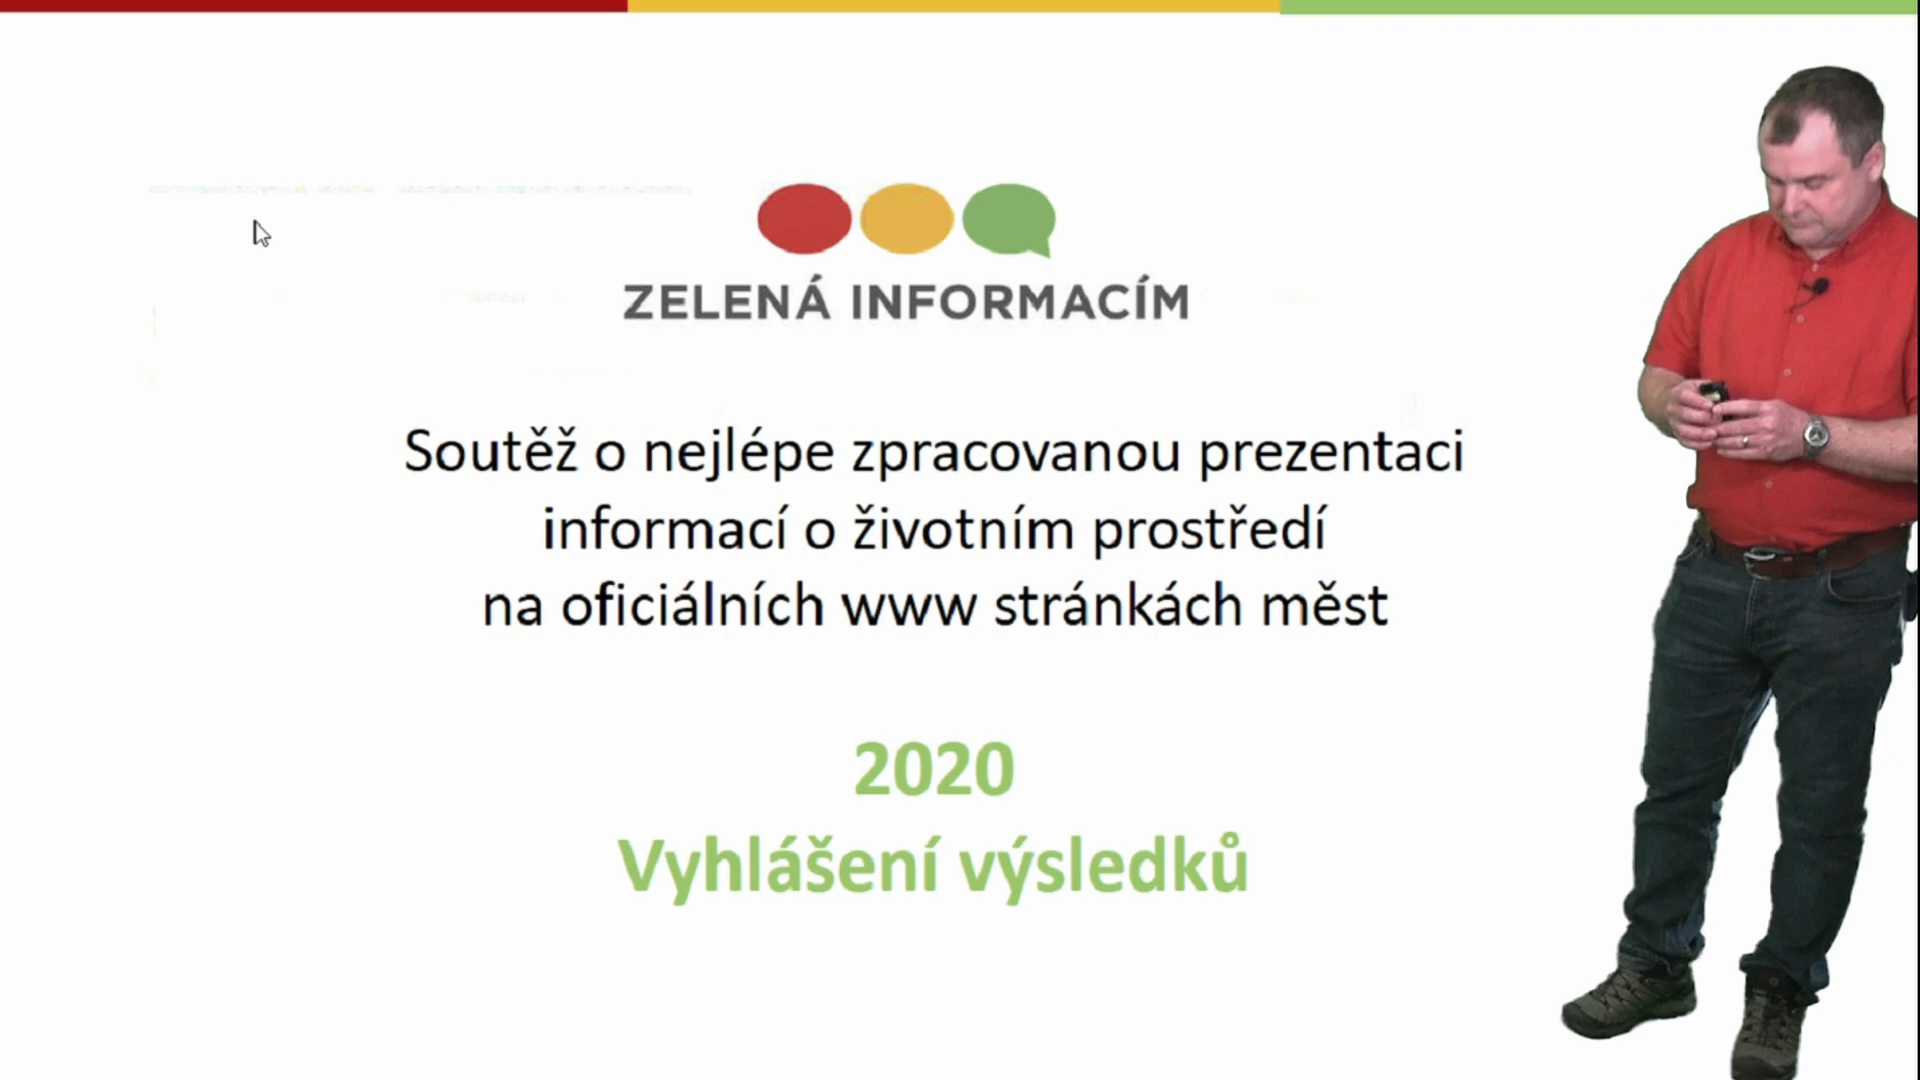 ZELENÁ INFORMACÍM
Soutěž o nejlépe zpracovanou prezentaci
informací o životním prostředí
na oficiálních www stránkách měst
2020
Vyhlášení výsledků